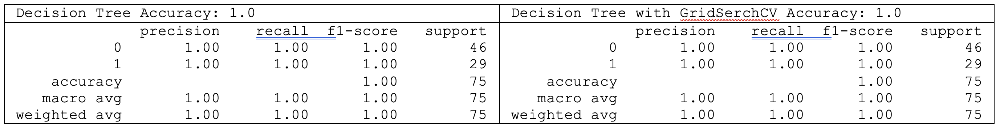 Decision Tree Accuracy: 1.0
precision recall f1-score support
0 1.00 1.00 1.00 46
1 1.00 1.00 1.00 29
accuracy 1.00 75
macro avg 1.00 1.00 1.00 75
weighted avg 1.00 1.00 1.00 75
Decision Tree with GridSerchCV Accuracy: 1.0
precision recall f1-score support
0 1.00 1.00 1.00 46
1 1.00 1.00 1.00 29
accuracy 1.00 75
macro avg 1.00 1.00 1.00 75
weighted avg 1.00 1.00 1.00 75